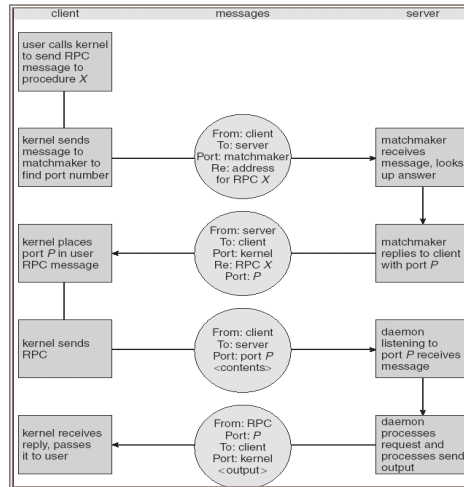 client
messages
server
user calls kernel
to send RPC
message to
procedure X
kernel sends
message to
matchmaker to
find port number
From: client
To: server
Port: matchmaker
Re: address
for RPC X
matchmaker
receives
message, looks
up answer
kernel places
port P in user
RPC message
From: server
To: client
Port: kernel
Re: RPC X
Port: P
matchmaker
replies to client
with port P
kernel sends
RPC
From: client
To: server
Port: port P
<contents>
daemon
listening to
port P receives
message
kernel receives
reply, passes
it to user
From: RPC
Port: P
To: client
Port: kernel
<output>
daemon
processes
request and
processes send
output